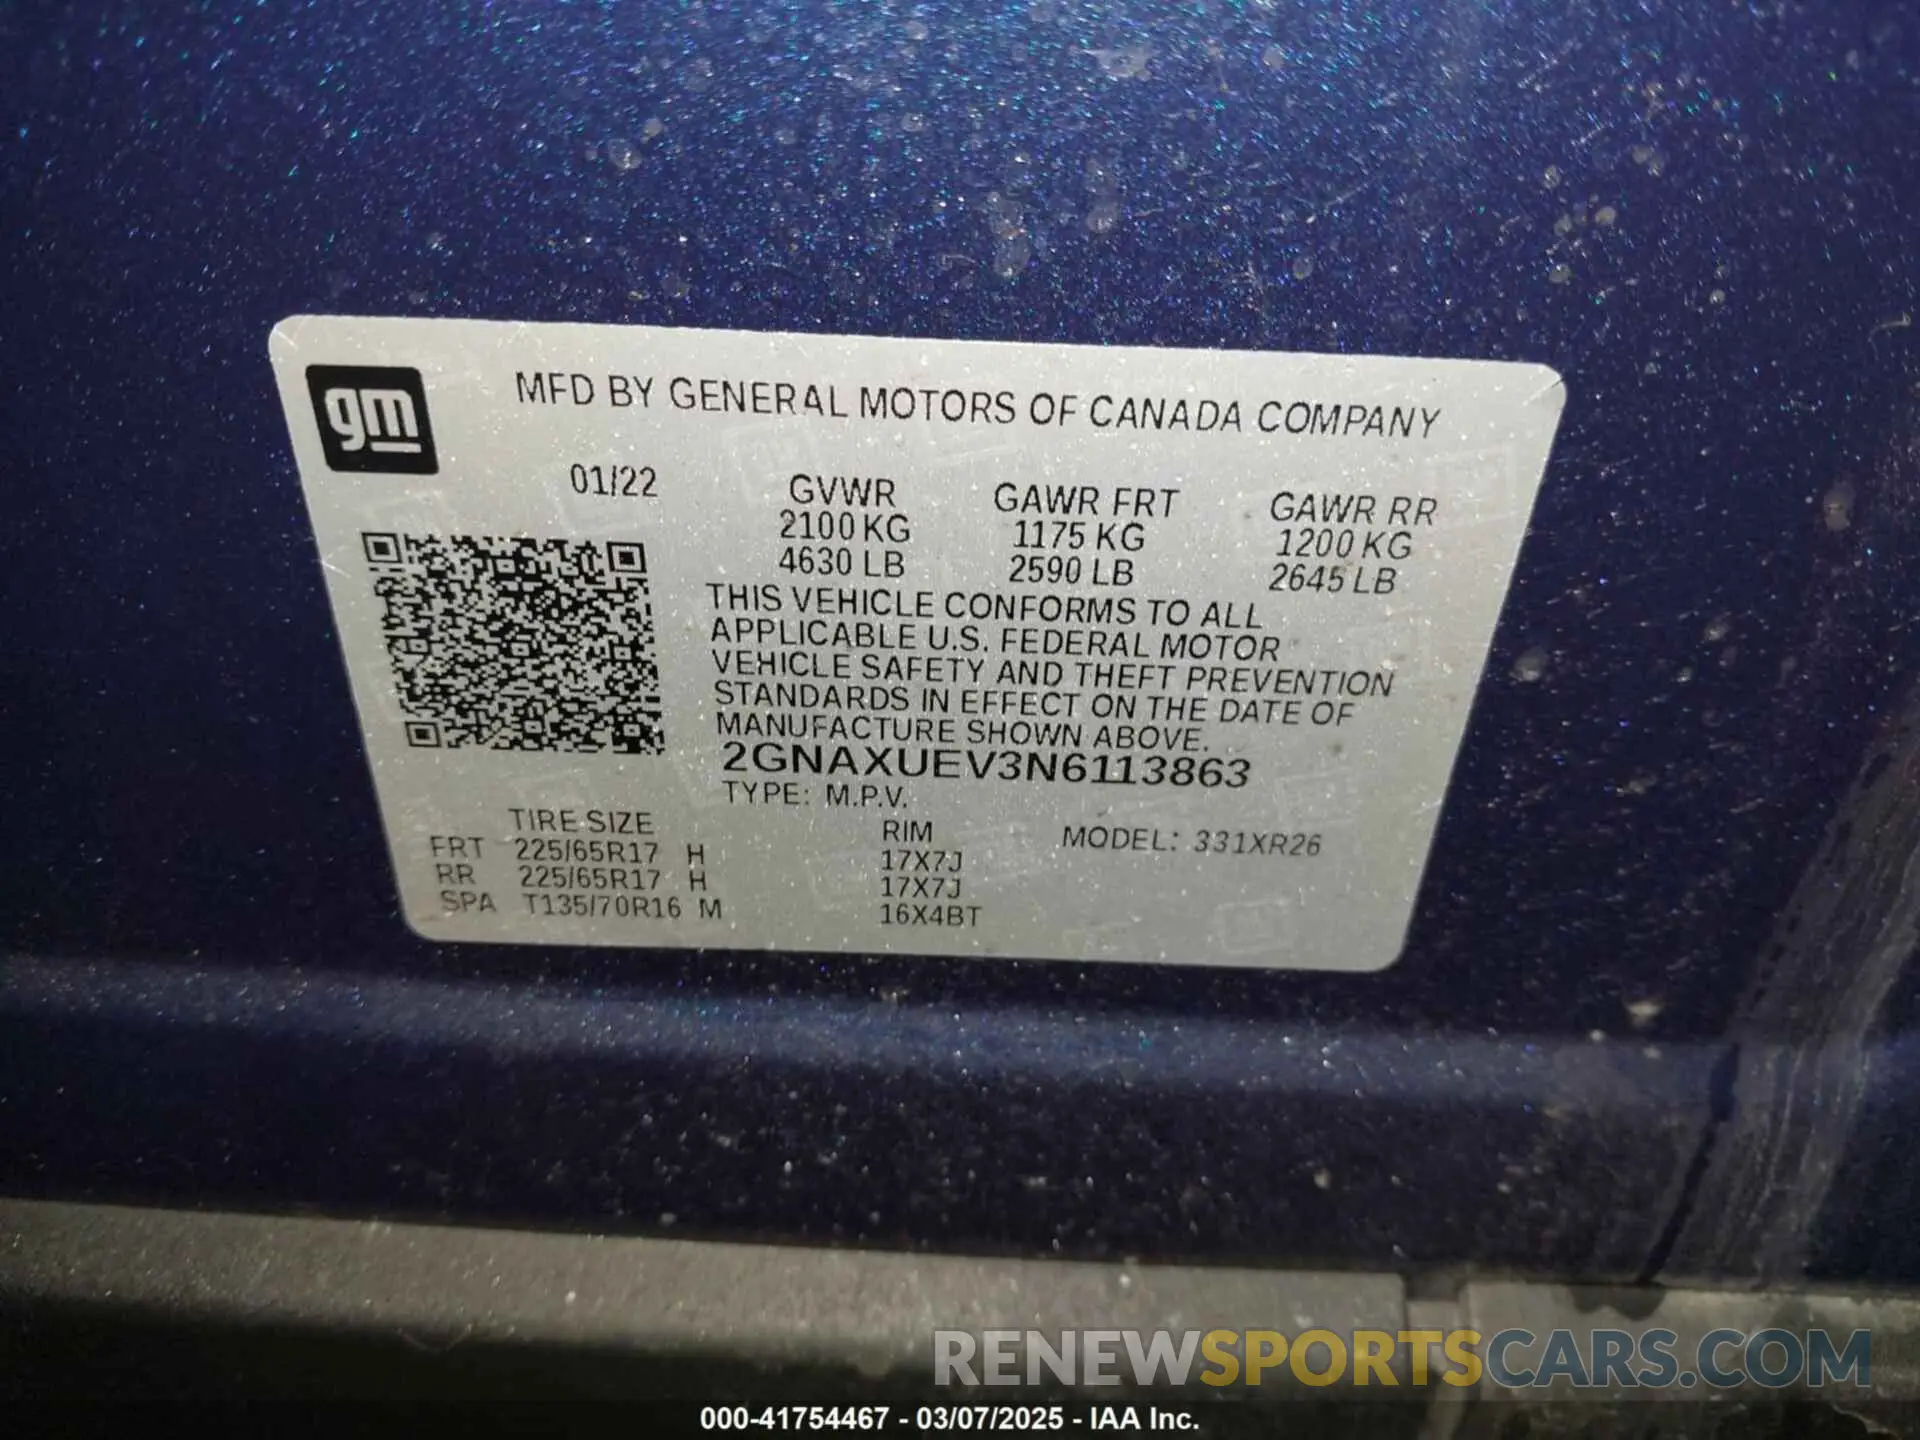 gm
MFD BY GENERAL MOTORS OF CANADA COMPANY
01/22
GVWR GAWR FRT GAWR RR
2100 KG 1175 KG 1200 KG
4630 LB 2590 LB 2645 LB
THIS VEHICLE CONFORMS TO ALL
APPLICABLE U.S. FEDERAL MOTOR
VEHICLE SAFETY AND THEFT PREVENTION
STANDARDS IN EFFECT ON THE DATE OF
MANUFACTURE SHOWN ABOVE.
2GNAXUEV3N6113863
TYPE: M.P.V.
TIRE SIZE RIM MODEL: 331XR26
FRT 225/65R17 H 17X7J
RR 225/65R17 H 17X7J
SPA T135/70R16 M 16X4BT
RENEWSPORTSCARS.COM
000-41754467 - 03/07/2025 - IAA Inc.